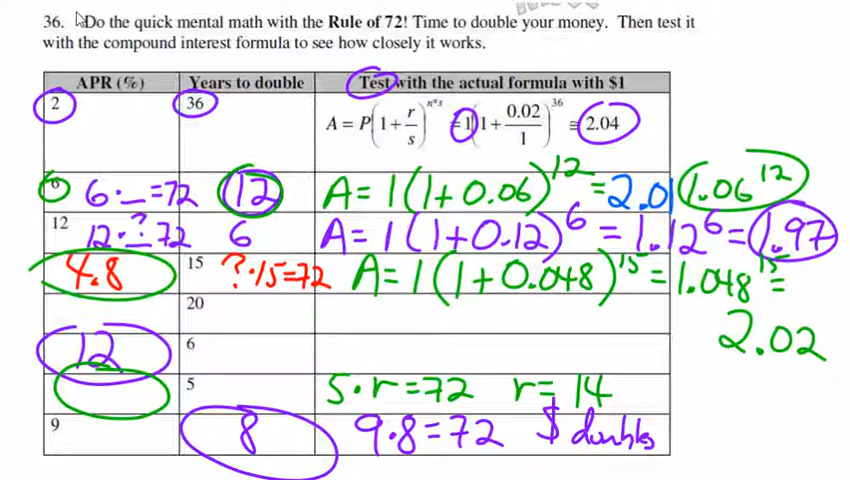 36. Do the quick mental math with the Rule of 72! Time to double your money. Then test it
with the compound interest formula to see how closely it works.
APR (%) Years to double Test with the actual formula with $1
2 36 A = P(1 + r/s)^(n*s) = 1(1 + 0.02/1)^36 ≅ 2.04
6 6·_=72 12 A = 1(1+0.06)^12 = 2.01 1.06^12
12 12·?=72 6 A = 1(1+0.12)^6 = 1.12^6 = 1.97
4.8 15 ?·15=72 A = 1(1+0.048)^15 = 1.048^15 =
2.02
20
12 6
5 5·r=72 r=14
9 8 9·8=72 $ doubles